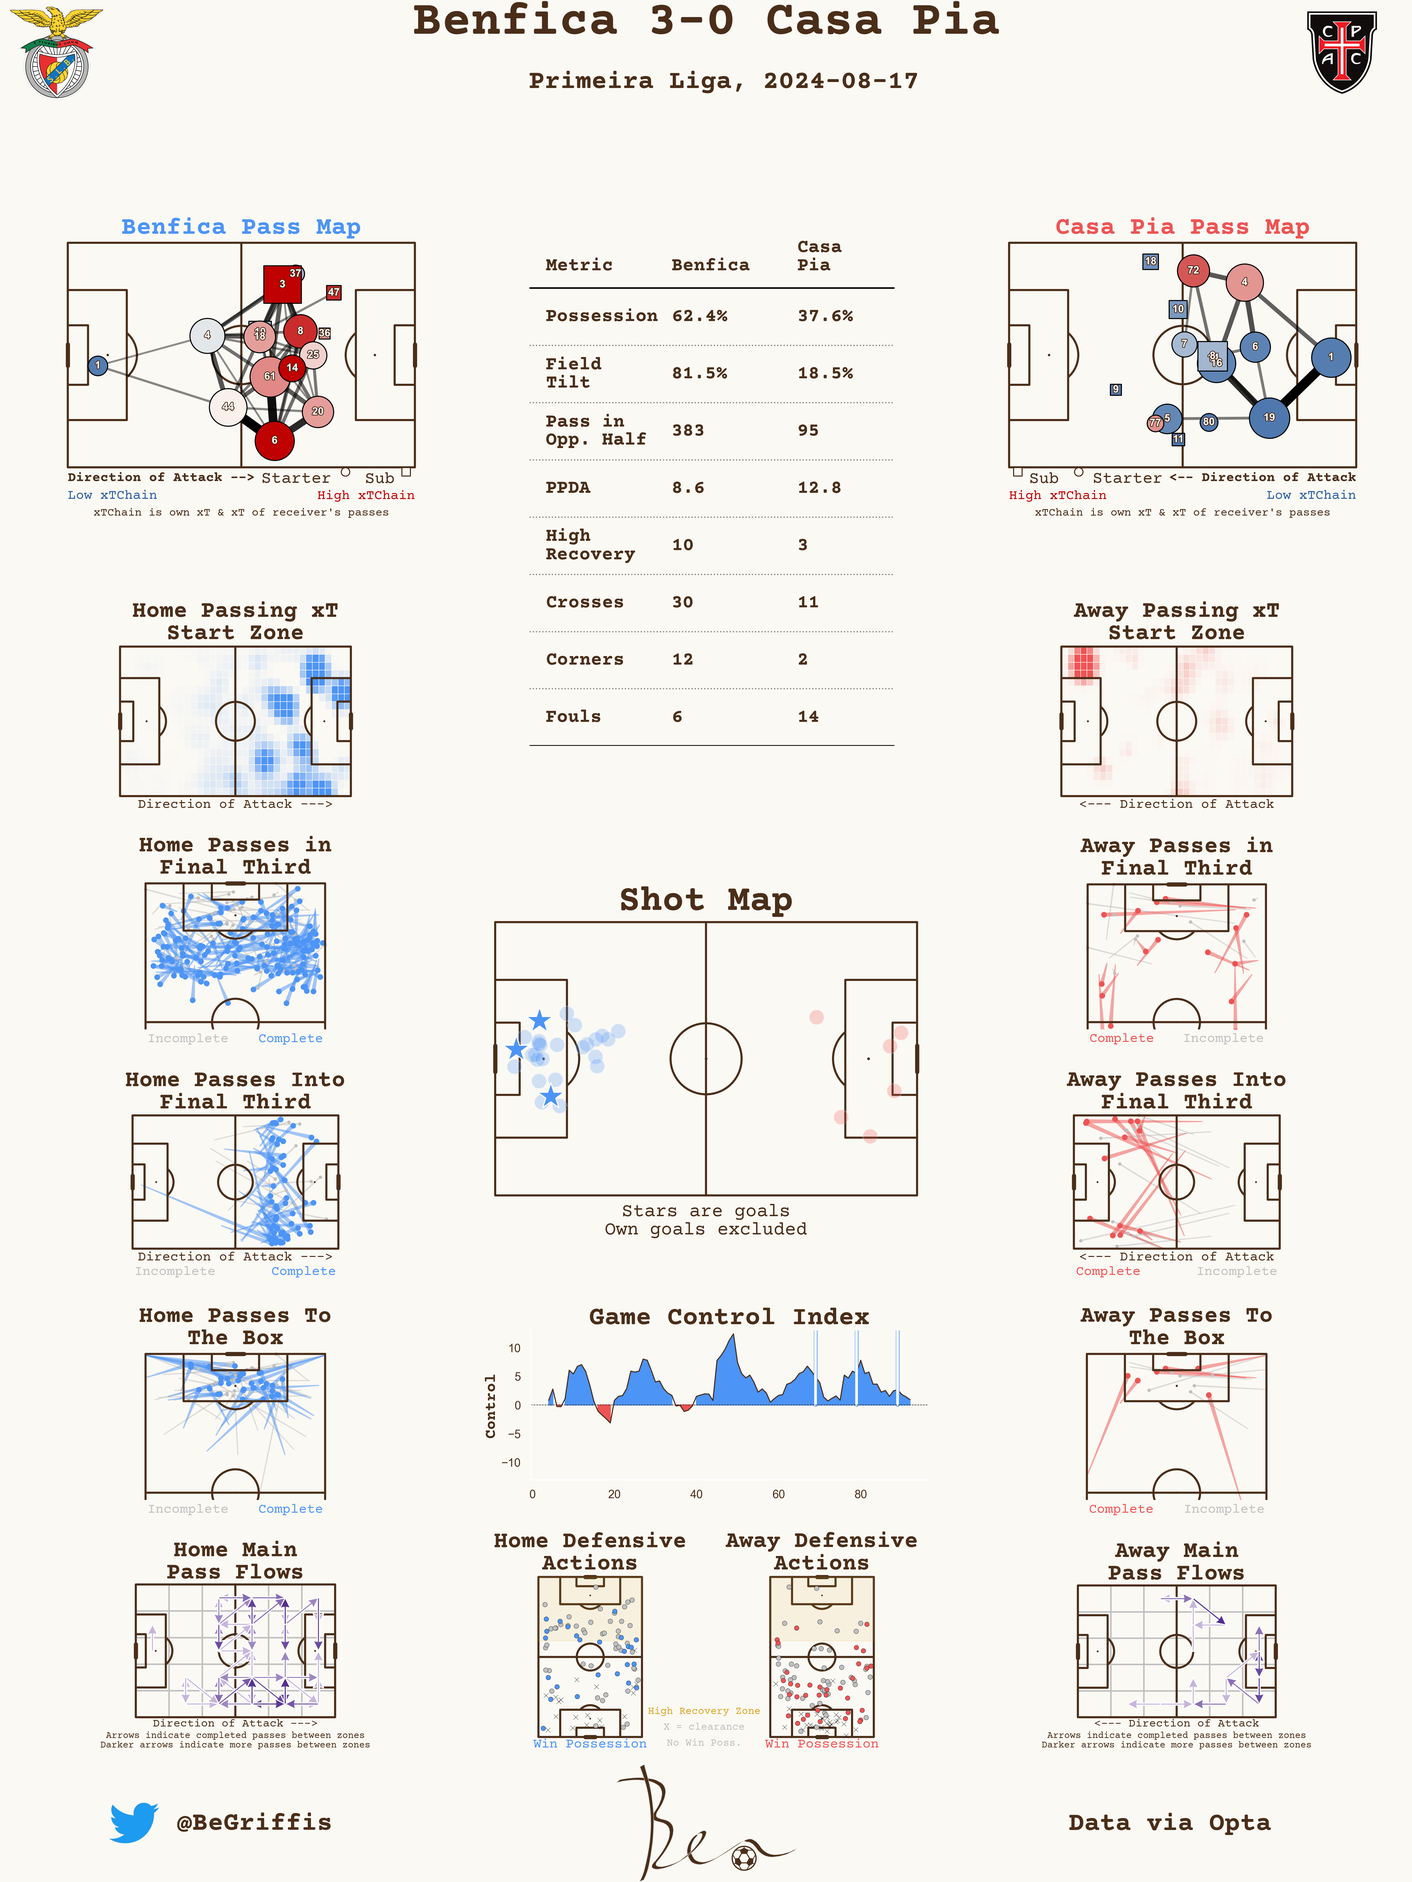 Benfica 3-0 Casa Pia
Primeira Liga, 2024-08-17
C P
A C
Benfica Pass Map
37
3
47
4
18
8
36
25
1
14
61
44
20
6
Direction of Attack --> Starter Sub
Low xTChain High xTChain
xTChain is own xT & xT of receiver's passes
Metric Benfica Casa Pia
Possession 62.4% 37.6%
Field Tilt 81.5% 18.5%
Pass in Opp. Half 383 95
PPDA 8.6 12.8
High Recovery 10 3
Crosses 30 11
Corners 12 2
Fouls 6 14
Casa Pia Pass Map
18
72
4
10
7
6
16
1
9
77
5
80
19
11
Sub Starter <-- Direction of Attack
High xTChain Low xTChain
xTChain is own xT & xT of receiver's passes
Home Passing xT
Start Zone
Direction of Attack --->
Away Passing xT
Start Zone
<--- Direction of Attack
Home Passes in
Final Third
Incomplete Complete
Away Passes in
Final Third
Complete Incomplete
Shot Map
Stars are goals
Own goals excluded
Home Passes Into
Final Third
Direction of Attack --->
Incomplete Complete
Away Passes Into
Final Third
<--- Direction of Attack
Complete Incomplete
Home Passes To
The Box
Incomplete Complete
Game Control Index
Control
10
5
0
−5
−10
0 20 40 60 80
Away Passes To
The Box
Complete Incomplete
Home Main
Pass Flows
Direction of Attack --->
Arrows indicate completed passes between zones
Darker arrows indicate more passes between zones
Home Defensive
Actions
Win Possession
High Recovery Zone
X = clearance
No Win Poss.
Away Defensive
Actions
Win Possession
Away Main
Pass Flows
<--- Direction of Attack
Arrows indicate completed passes between zones
Darker arrows indicate more passes between zones
@BeGriffis
Ben
Data via Opta